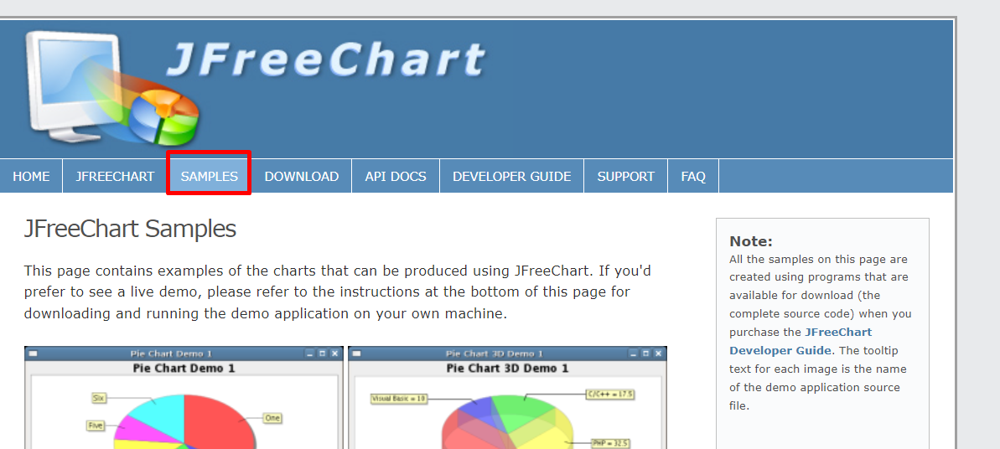 JFreeChart
HOME JFREECHART SAMPLES DOWNLOAD API DOCS DEVELOPER GUIDE SUPPORT FAQ
JFreeChart Samples
This page contains examples of the charts that can be produced using JFreeChart. If you'd
prefer to see a live demo, please refer to the instructions at the bottom of this page for
downloading and running the demo application on your own machine.
Note:
All the samples on this page are
created using programs that are
available for download (the
complete source code) when you
purchase the JFreeChart
Developer Guide. The tooltip
text for each image is the name
of the demo application source
file.
Pie Chart Demo 1
Pie Chart Demo 1
Six
One
Five
Pie Chart 3D Demo 1
Pie Chart 3D Demo 1
Visual Basic = 10
C/C++ = 17.5
PHP = 32.5